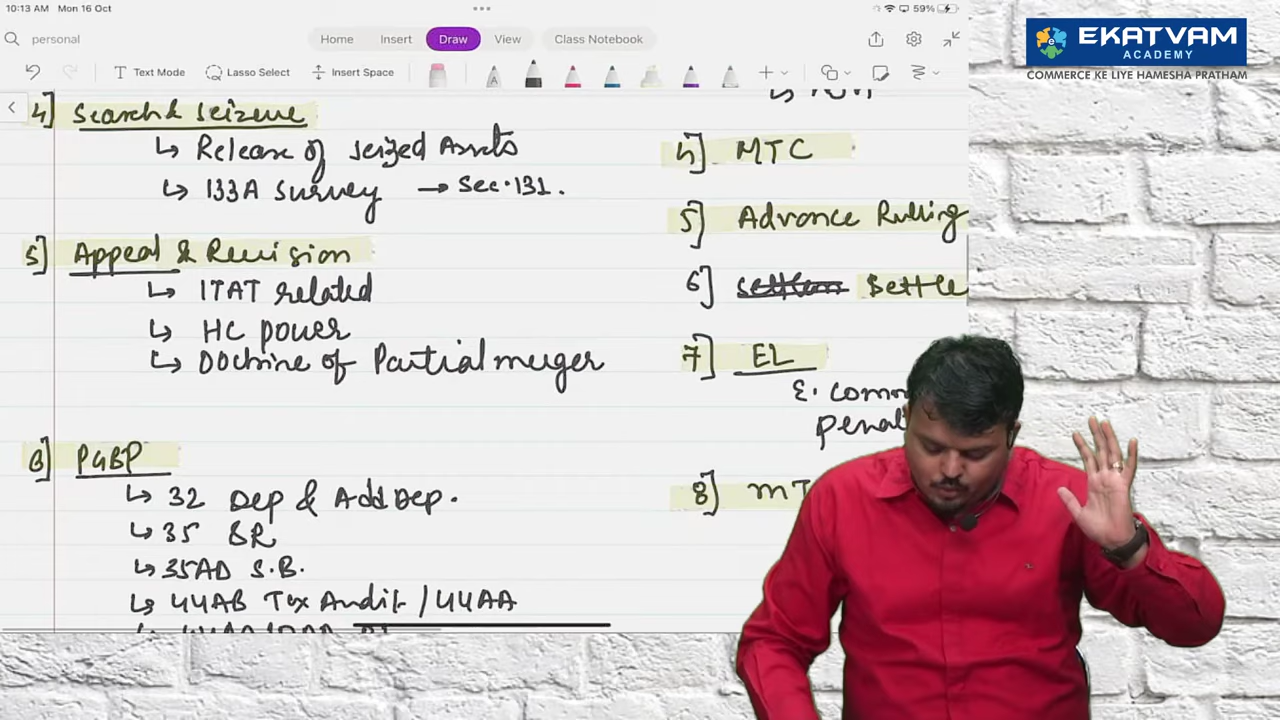 10:13 AM Mon 16 Oct
59%
personal
Home Insert Draw View Class Notebook
Text Mode Lasso Select Insert Space
EKATVAM
ACADEMY
COMMERCE KE LIYE HAMESHA PRATHAM
4] Search & Seizure
↳ Release of Seized Assets
↳ 133A Survey → Sec. 131.
5] Appeal & Revision
↳ ITAT related
↳ HC power
↳ Doctrine of Partial merger
6] PGBP
↳ 32 Dep & Add Dep.
↳ 35 SR
↳ 35AD S.B.
↳ 44AB Tax Audit / 44AA
4] MTC
5] Advance Rulling
6] Settle
7] EL
E. comm
penal
8] MT